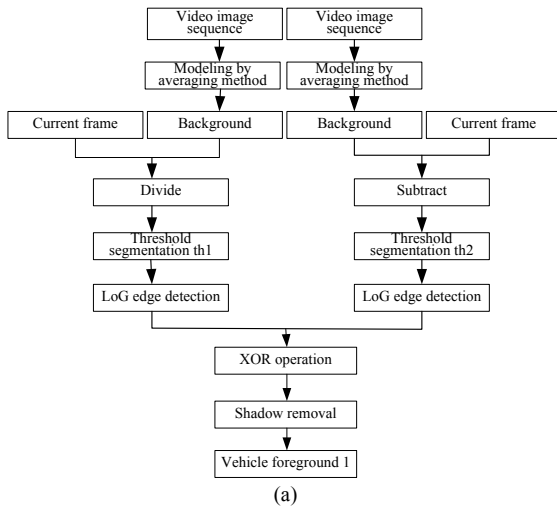 Video image
sequence
Video image
sequence
Modeling by
averaging method
Modeling by
averaging method
Current frame
Background
Background
Current frame
Divide
Subtract
Threshold
segmentation th1
Threshold
segmentation th2
LoG edge detection
LoG edge detection
XOR operation
Shadow removal
Vehicle foreground 1
(a)